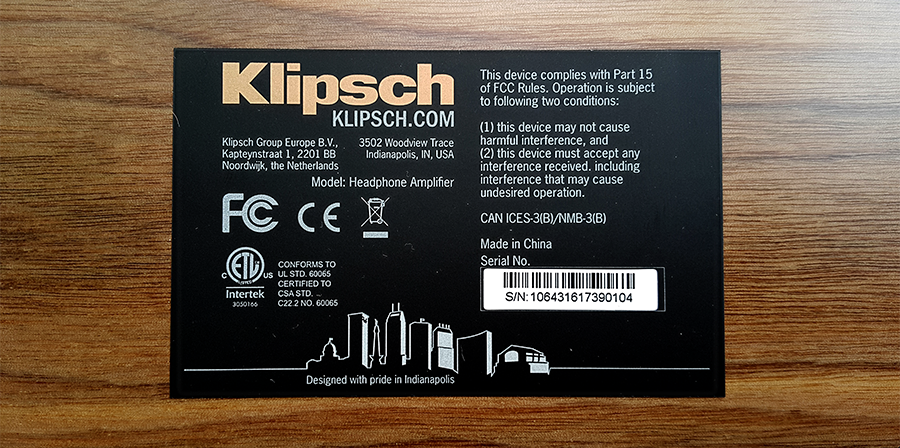 Klipsch
KLIPSCH.COM
Klipsch Group Europe B.V.,
Kapteynstraat 1, 2201 BB
Noordwijk, the Netherlands
3502 Woodview Trace
Indianapolis, IN, USA
Model: Headphone Amplifier
FC
CE
ETL
C US
LISTED
Intertek
3050166
CONFORMS TO
UL STD. 60065
CERTIFIED TO
CSA STD.
C22.2 NO. 60065
Designed with pride in Indianapolis
This device complies with Part 15
of FCC Rules. Operation is subject
to following two conditions:
(1) this device may not cause
harmful interference, and
(2) this device must accept any
interference received. including
interference that may cause
undesired operation.
CAN ICES-3(B)/NMB-3(B)
Made in China
Serial No.
S/N: 106431617390104